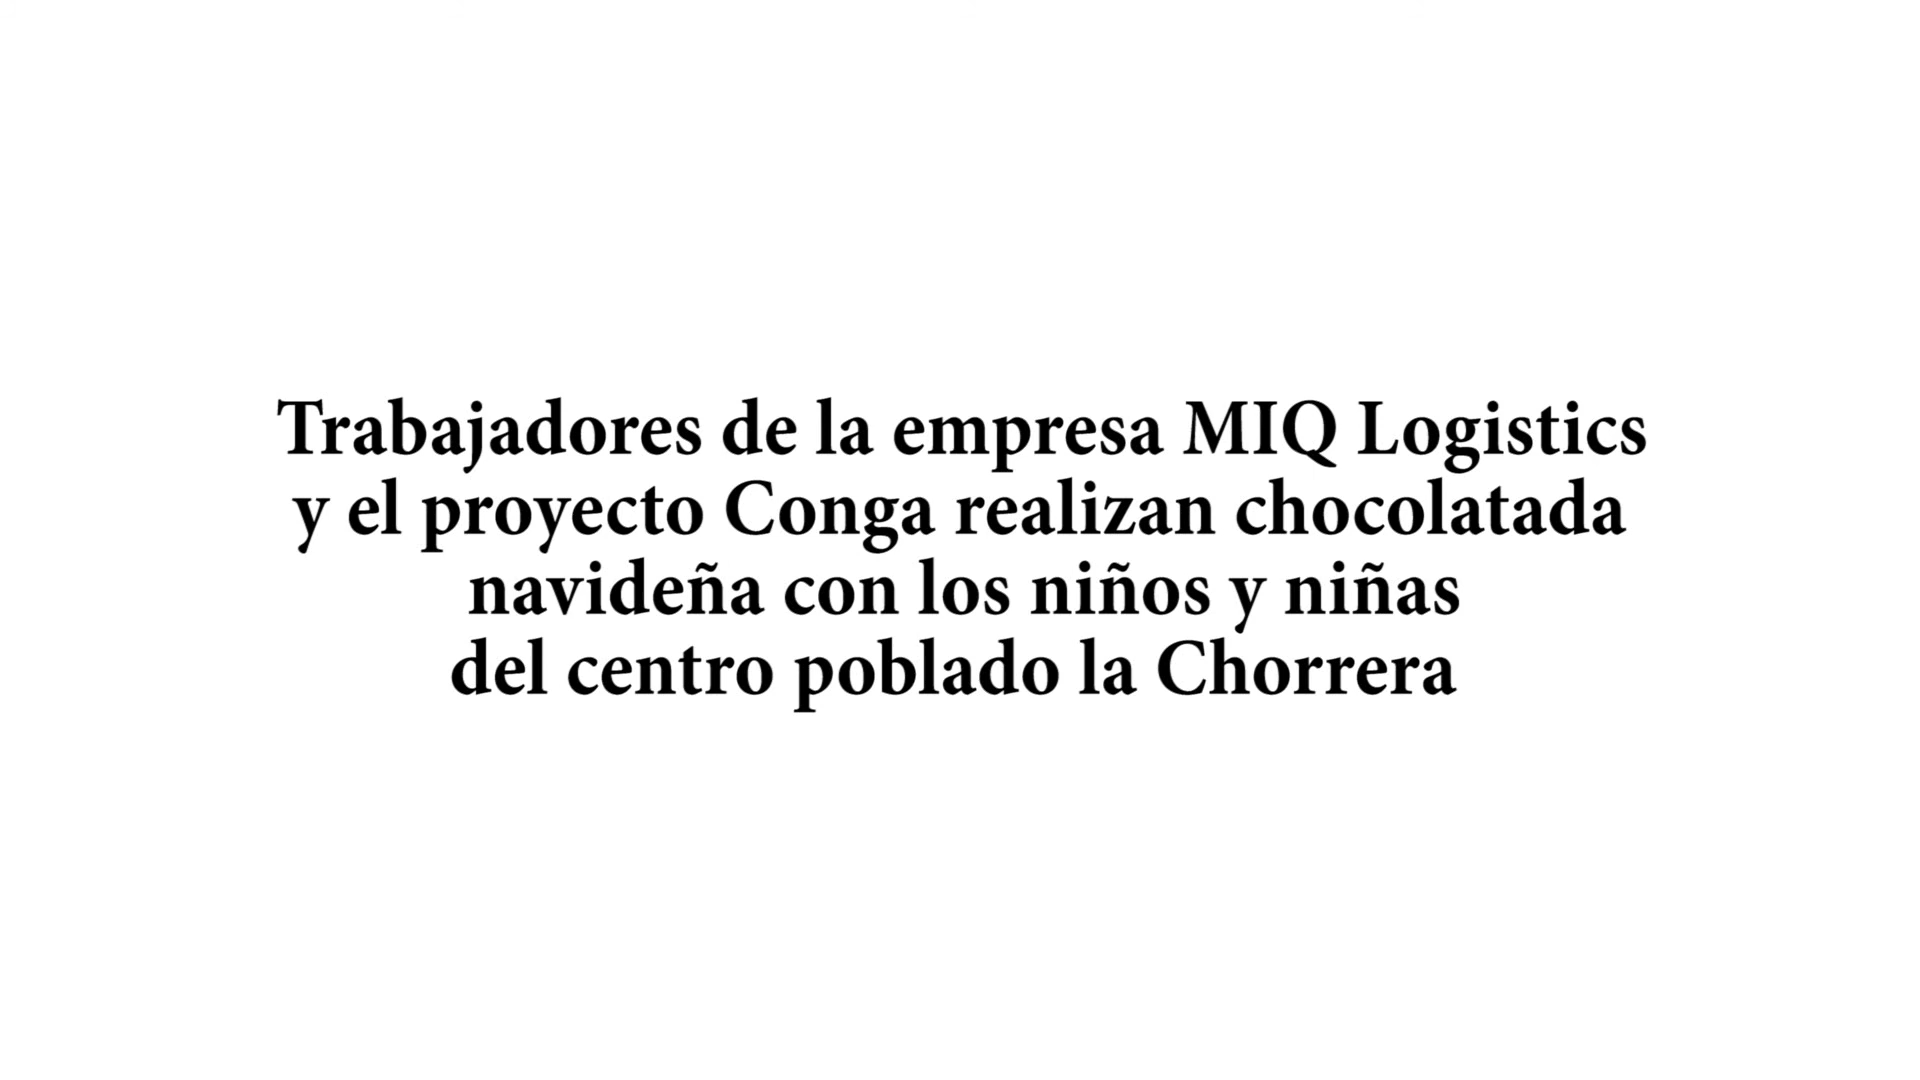 Trabajadores de la empresa MIQ Logistics
y el proyecto Conga realizan chocolatada
navideña con los niños y niñas
del centro poblado la Chorrera